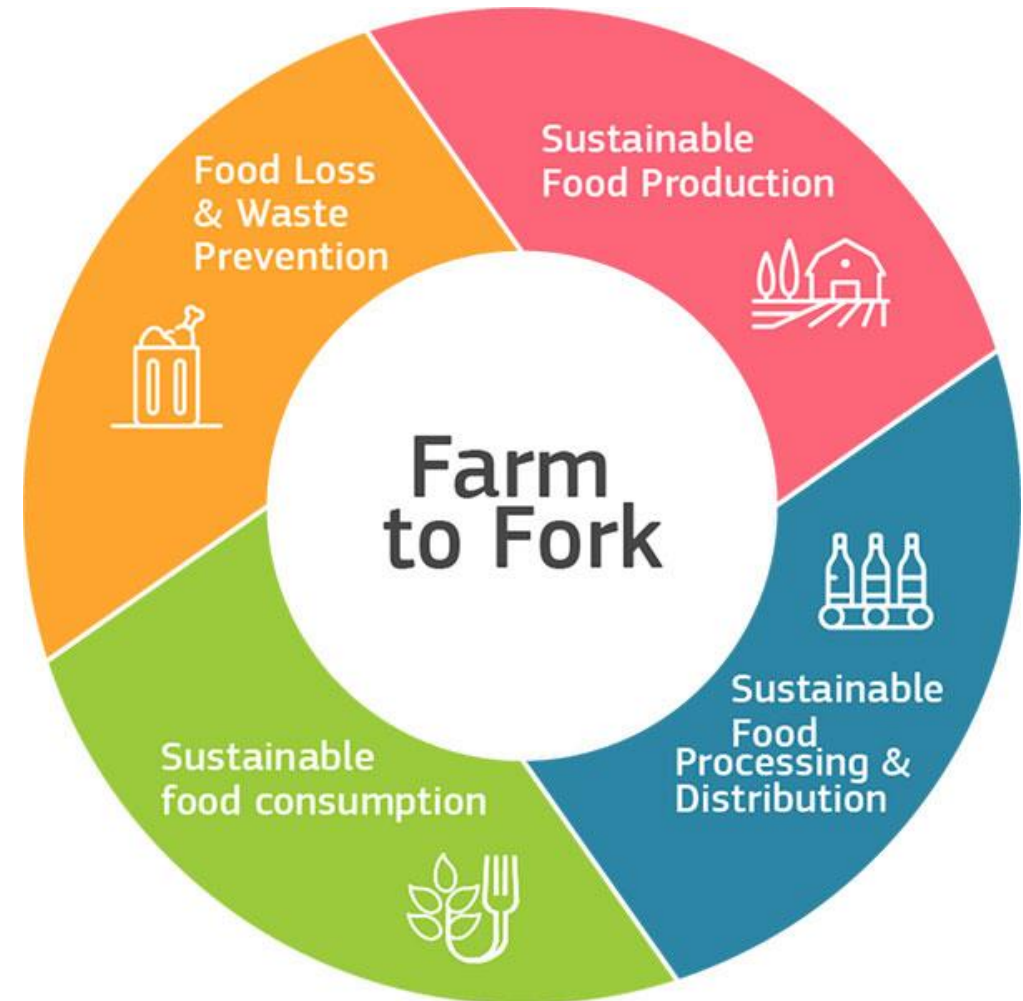 Sustainable
Food Production
Food Loss
& Waste
Prevention
Farm
to Fork
Sustainable
Food
Processing &
Distribution
Sustainable
food consumption